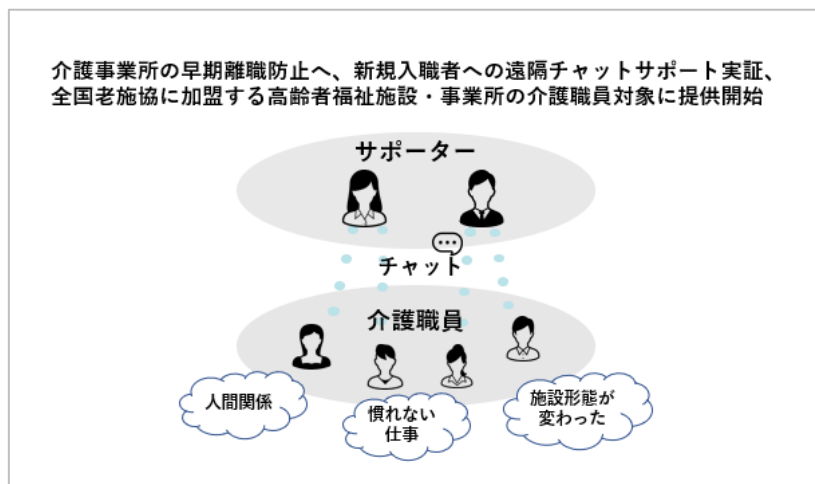 介護事業所の早期離職防止へ、新規入職者への遠隔チャットサポート実証、
全国老施協に加盟する高齢者福祉施設・事業所の介護職員対象に提供開始
サポーター
チャット
介護職員
人間関係
慣れない
仕事
施設形態が
変わった